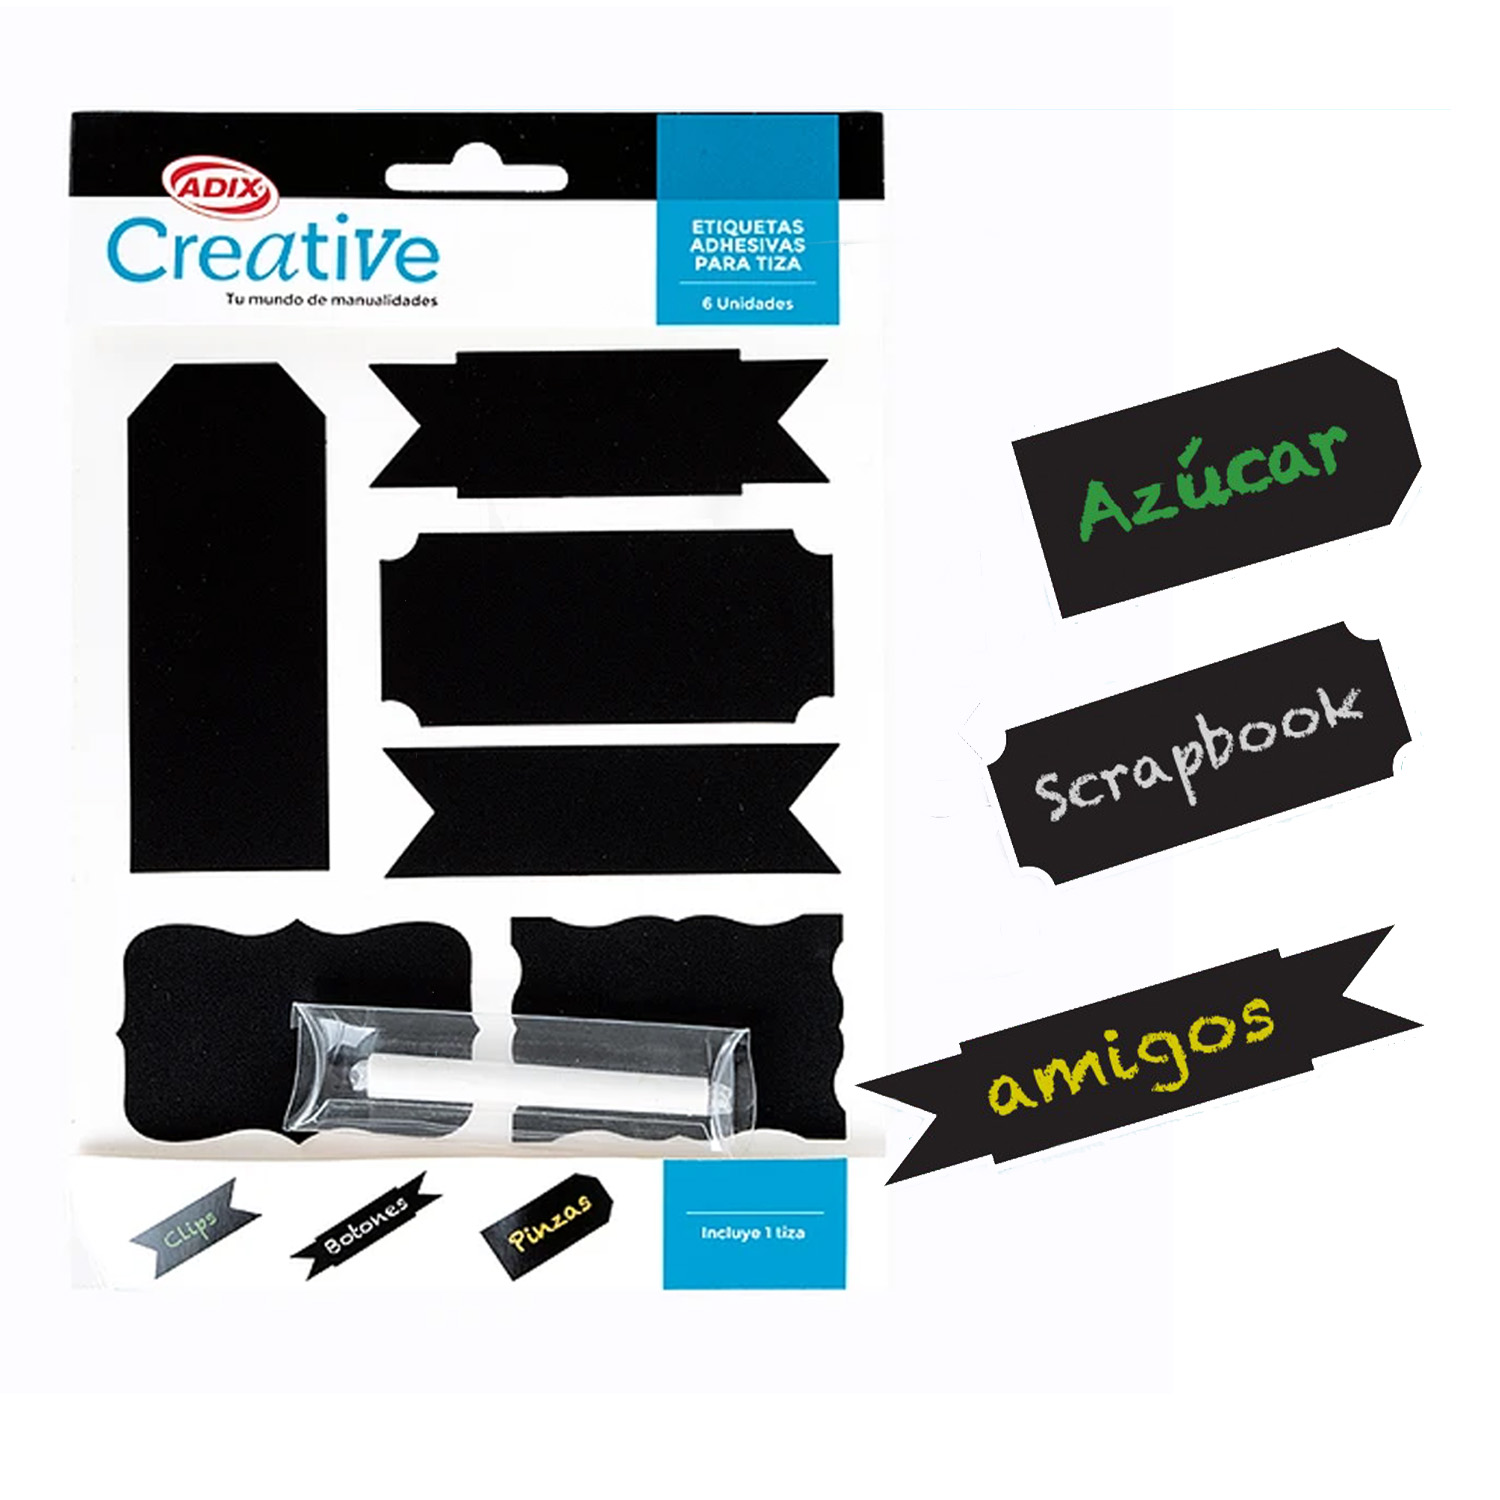 ADIX
Creative
Tu mundo de manualidades
ETIQUETAS
ADHESIVAS
PARA TIZA
6 Unidades
Azúcar
Scrapbook
amigos
Clips
Botones
Pinzas
Incluye 1 tiza